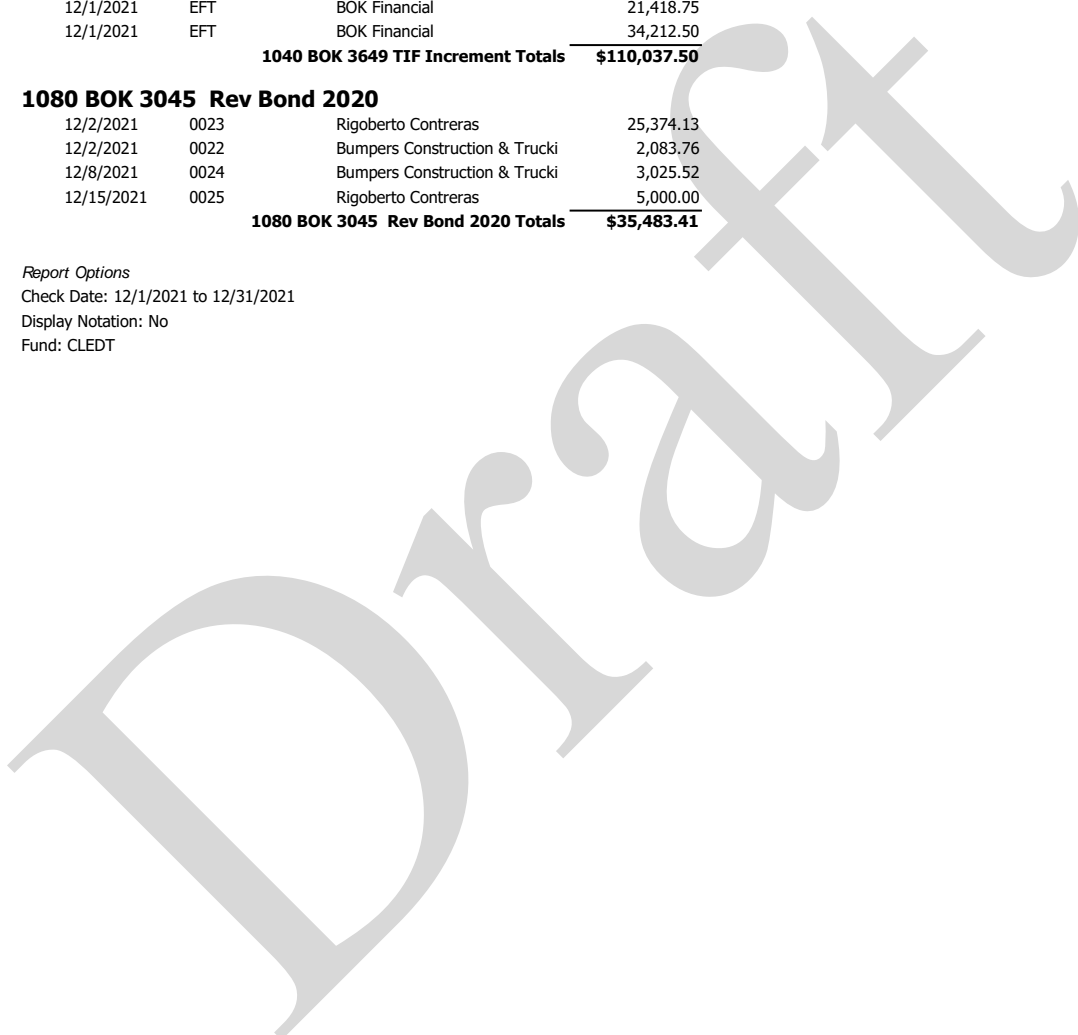 12/1/2021 EFT BOK Financial 21,418.75
12/1/2021 EFT BOK Financial 34,212.50
1040 BOK 3649 TIF Increment Totals $110,037.50
1080 BOK 3045 Rev Bond 2020
12/2/2021 0023 Rigoberto Contreras 25,374.13
12/2/2021 0022 Bumpers Construction & Trucki 2,083.76
12/8/2021 0024 Bumpers Construction & Trucki 3,025.52
12/15/2021 0025 Rigoberto Contreras 5,000.00
1080 BOK 3045 Rev Bond 2020 Totals $35,483.41
Report Options
Check Date: 12/1/2021 to 12/31/2021
Display Notation: No
Fund: CLEDT
Draft